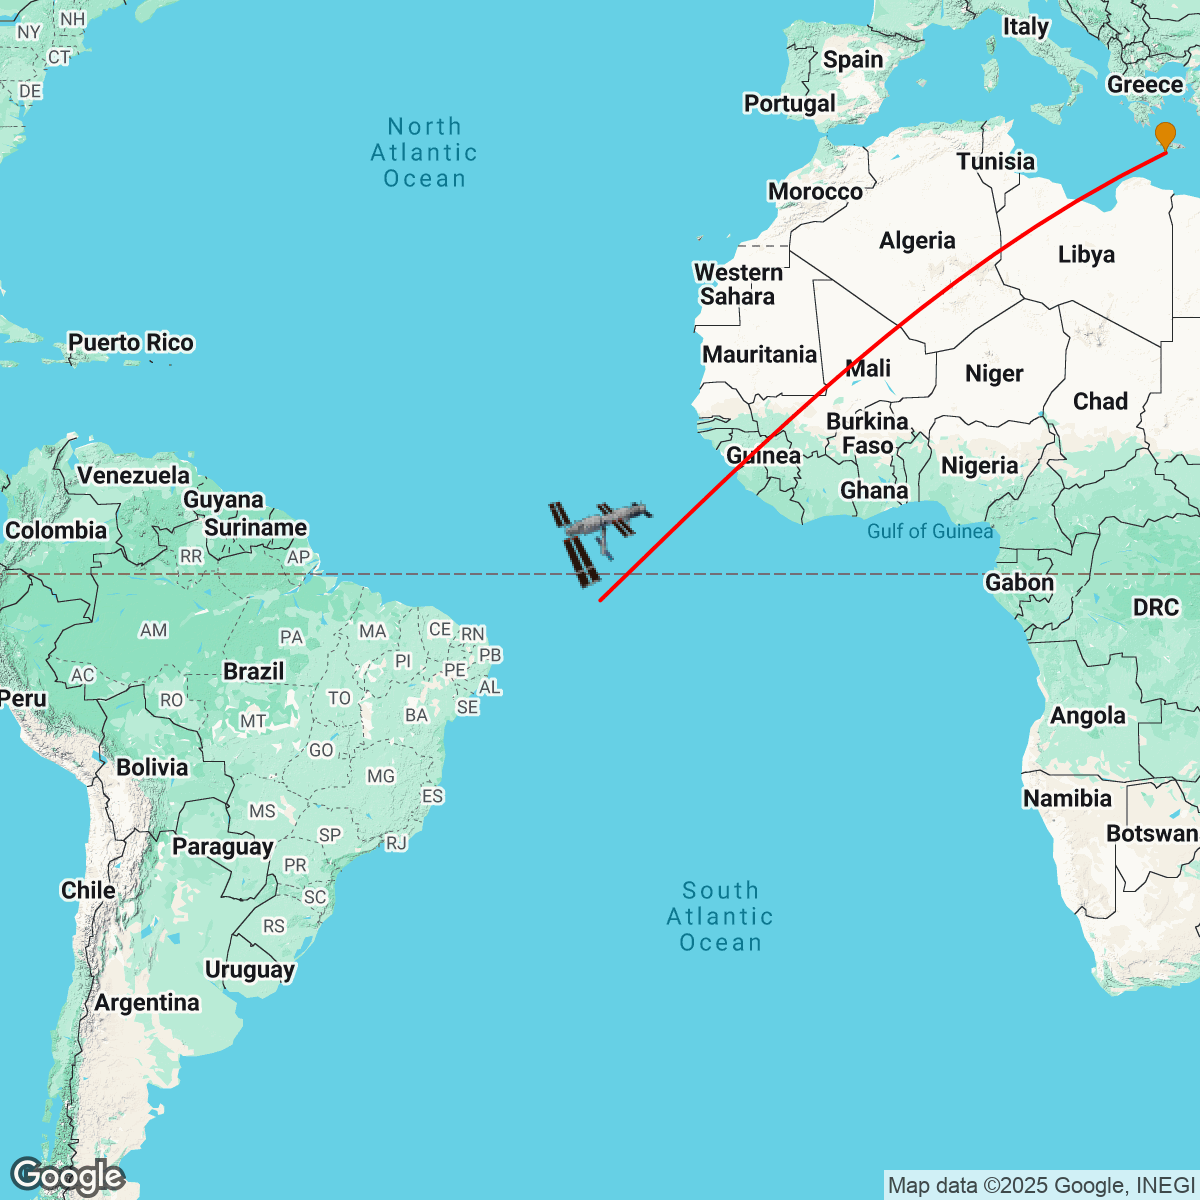 NH
NY
Italy
CT
Spain
Greece
DE
Portugal
North
Atlantic
Ocean
Tunisia
Morocco
Algeria
Libya
Western
Sahara
Puerto Rico
Mauritania
Mali
Niger
Chad
Burkina
Faso
Guinea
Nigeria
Venezuela
Ghana
Guyana
Colombia
Suriname
Gulf of Guinea
RR
AP
Gabon
DRC
AM
PA
MA
CE
RN
PB
PI
PE
Brazil
AC
AL
Peru
RO
TO
SE
MT
BA
Angola
GO
Bolivia
MG
ES
Namibia
MS
SP
Botswan
RJ
Paraguay
PR
Chile
SC
South
Atlantic
Ocean
RS
Uruguay
Argentina
Google
Map data ©2025 Google, INEGI